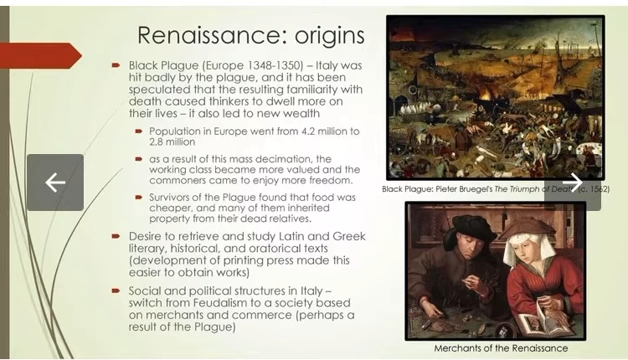 Renaissance: origins
Black Plague (Europe 1348-1350) – Italy was
hit badly by the plague, and it has been
speculated that the resulting familiarity with
death caused thinkers to dwell more on
their lives – it also led to new wealth
Population in Europe went from 4.2 million to
2.8 million
as a result of this mass decimation, the
working class became more valued and the
commoners came to enjoy more freedom.
Survivors of the Plague found that food was
cheaper, and many of them inherited
property from their dead relatives.
Desire to retrieve and study Latin and Greek
literary, historical, and oratorical texts
(development of printing press made this
easier to obtain works)
Social and political structures in Italy –
switch from Feudalism to a society based
on merchants and commerce (perhaps a
result of the Plague)
Black Plague: Pieter Bruegel's The Triumph of Death (c. 1562)
Merchants of the Renaissance